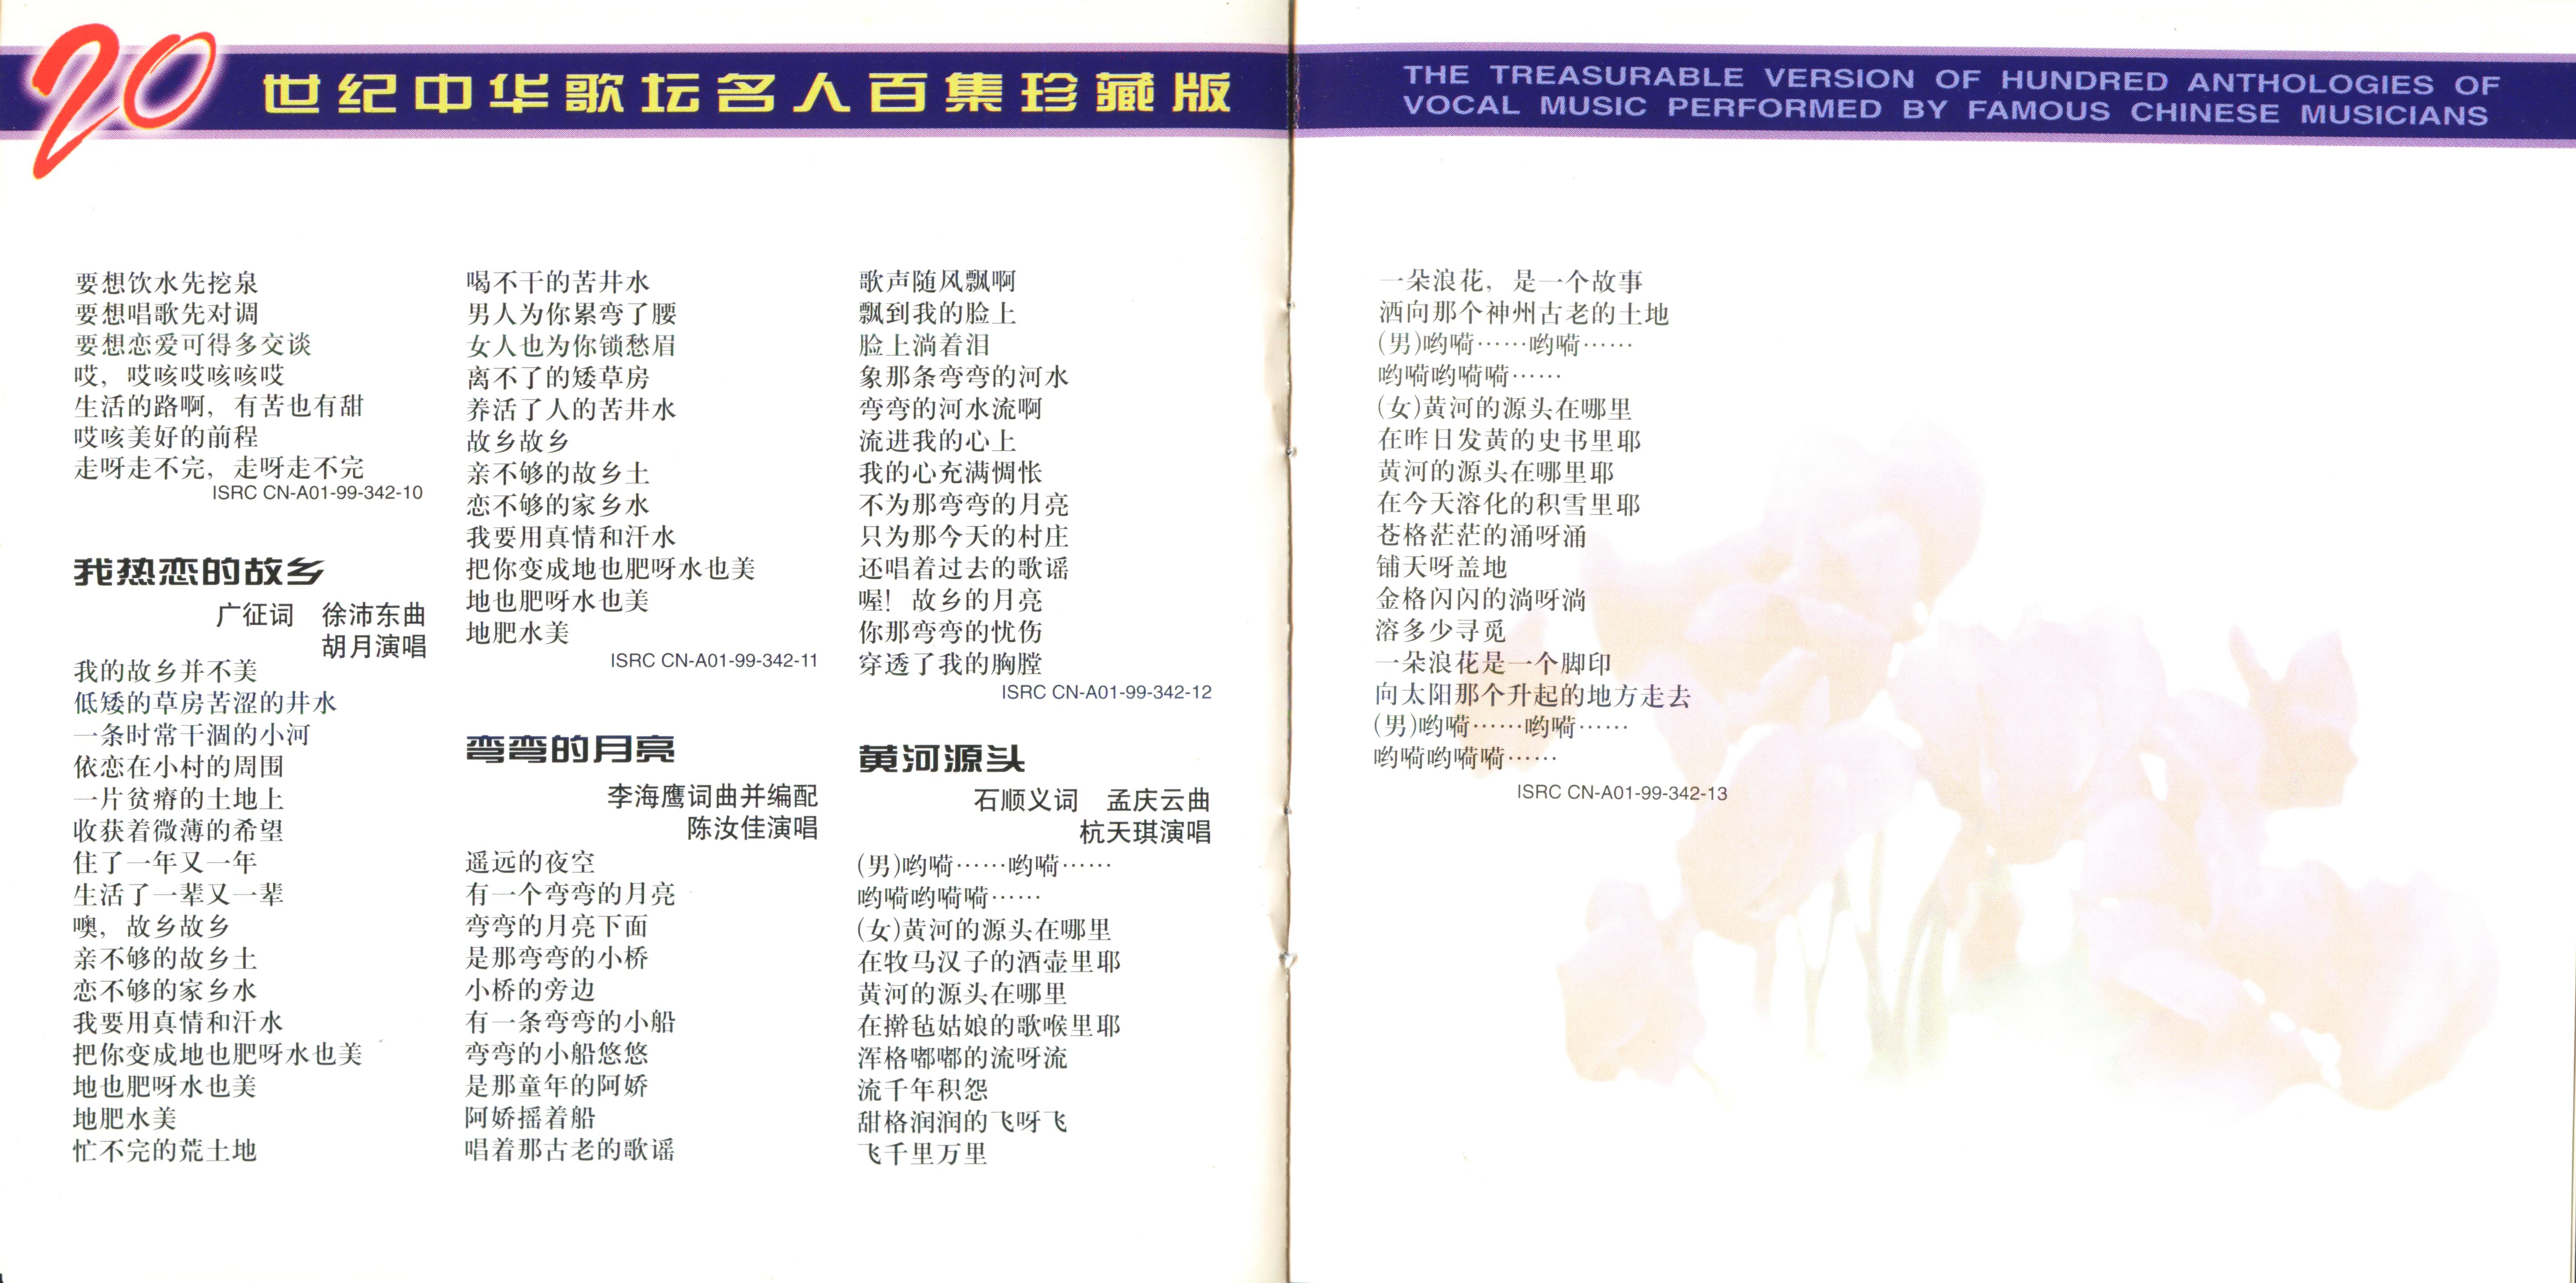 20世纪中华歌坛名人百集珍藏版
THE TREASURABLE VERSION OF HUNDRED ANTHOLOGIES OF
VOCAL MUSIC PERFORMED BY FAMOUS CHINESE MUSICIANS
要想饮水先挖泉
要想唱歌先对调
要想恋爱可得多交谈
哎，哎咳哎咳咳哎
生活的路啊，有苦也有甜
哎咳美好的前程
走呀走不完，走呀走不完
ISRC CN-A01-99-342-10
我热恋的故乡
广征词　徐沛东曲
胡月演唱
我的故乡并不美
低矮的草房苦涩的井水
一条时常干涸的小河
依恋在小村的周围
一片贫瘠的土地上
收获着微薄的希望
住了一年又一年
生活了一辈又一辈
噢，故乡故乡
亲不够的故乡土
恋不够的家乡水
我要用真情和汗水
把你变成地也肥呀水也美
地也肥呀水也美
地肥水美
忙不完的荒土地
喝不干的苦井水
男人为你累弯了腰
女人也为你锁愁眉
离不了的矮草房
养活了人的苦井水
故乡故乡
亲不够的故乡土
恋不够的家乡水
我要用真情和汗水
把你变成地也肥呀水也美
地也肥呀水也美
地肥水美
ISRC CN-A01-99-342-11
弯弯的月亮
李海鹰词曲并编配
陈汝佳演唱
遥远的夜空
有一个弯弯的月亮
弯弯的月亮下面
是那弯弯的小桥
小桥的旁边
有一条弯弯的小船
弯弯的小船悠悠
是那童年的阿娇
阿娇摇着船
唱着那古老的歌谣
歌声随风飘啊
飘到我的脸上
脸上淌着泪
象那条弯弯的河水
弯弯的河水流啊
流进我的心上
我的心充满惆怅
不为那弯弯的月亮
只为那今天的村庄
还唱着过去的歌谣
喔！故乡的月亮
你那弯弯的忧伤
穿透了我的胸膛
ISRC CN-A01-99-342-12
黄河源头
石顺义词　孟庆云曲
杭天琪演唱
(男)哟嗬……哟嗬……
哟嗬哟嗬嗬……
(女)黄河的源头在哪里
在牧马汉子的酒壶里耶
黄河的源头在哪里
在擀毡姑娘的歌喉里耶
浑格嘟嘟的流呀流
流千年积怨
甜格润润的飞呀飞
飞千里万里
一朵浪花，是一个故事
洒向那个神州古老的土地
(男)哟嗬……哟嗬……
哟嗬哟嗬嗬……
(女)黄河的源头在哪里
在昨日发黄的史书里耶
黄河的源头在哪里耶
在今天溶化的积雪里耶
苍格茫茫的涌呀涌
铺天呀盖地
金格闪闪的淌呀淌
溶多少寻觅
一朵浪花是一个脚印
向太阳那个升起的地方走去
(男)哟嗬……哟嗬……
哟嗬哟嗬嗬……
ISRC CN-A01-99-342-13